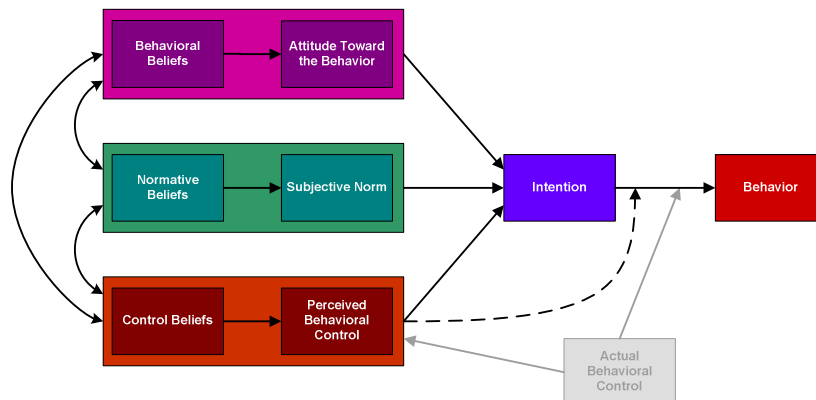 Behavioral
Beliefs
Attitude Toward
the Behavior
Normative
Beliefs
Subjective Norm
Intention
Behavior
Control Beliefs
Perceived
Behavioral
Control
Actual
Behavioral
Control